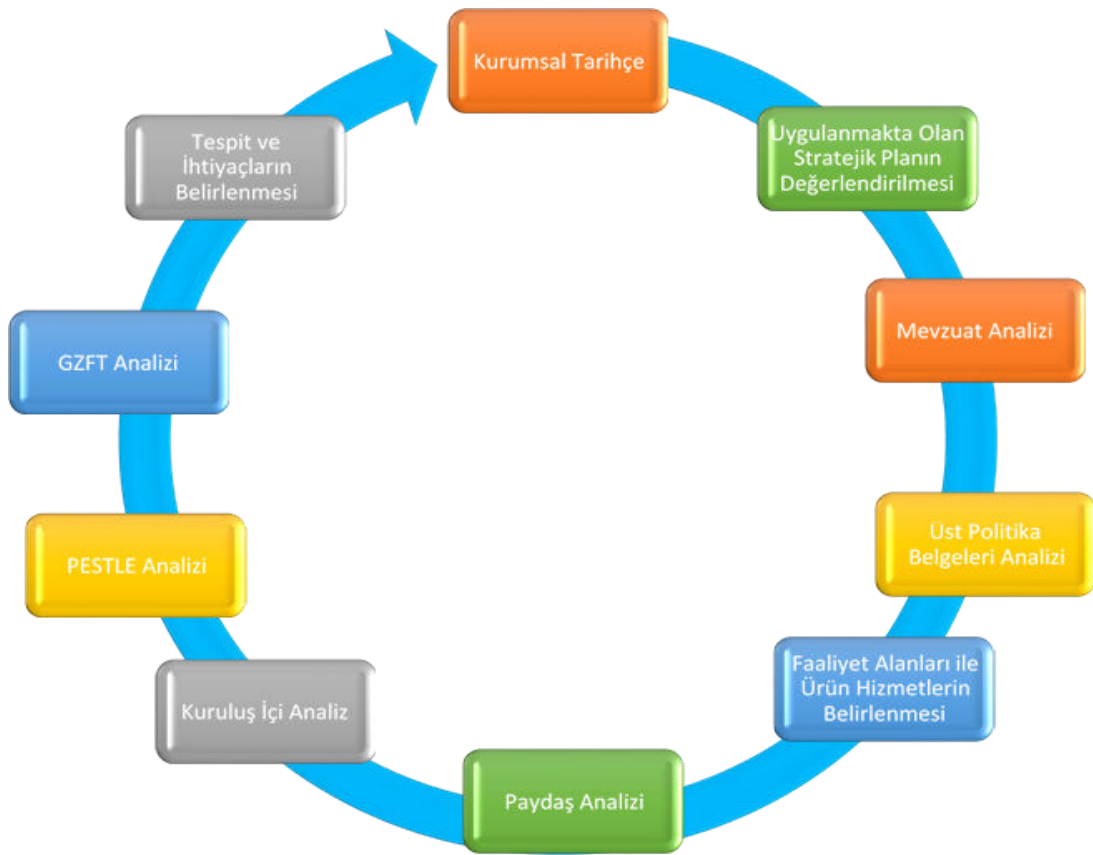 Kurumsal Tarihçe
Uygulanmakta Olan
Stratejik Planın
Değerlendirilmesi
Mevzuat Analizi
Üst Politika
Belgeleri Analizi
Faaliyet Alanları ile
Ürün Hizmetlerin
Belirlenmesi
Paydaş Analizi
Kuruluş İçi Analiz
PESTLE Analizi
GZFT Analizi
Tespit ve
İhtiyaçların
Belirlenmesi